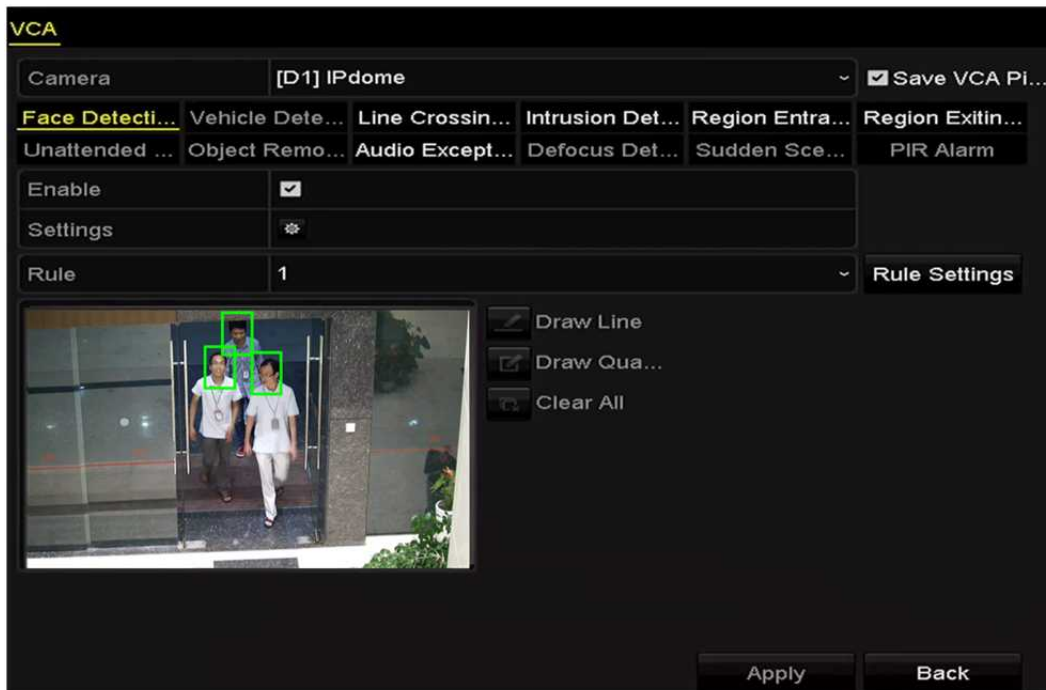 VCA
Camera [D1] IPdome Save VCA Pi...
Face Detecti... Vehicle Dete... Line Crossin... Intrusion Det... Region Entra... Region Exitin...
Unattended ... Object Remo... Audio Except... Defocus Det... Sudden Sce... PIR Alarm
Enable
Settings
Rule 1 Rule Settings
Draw Line
Draw Qua...
Clear All
Apply Back